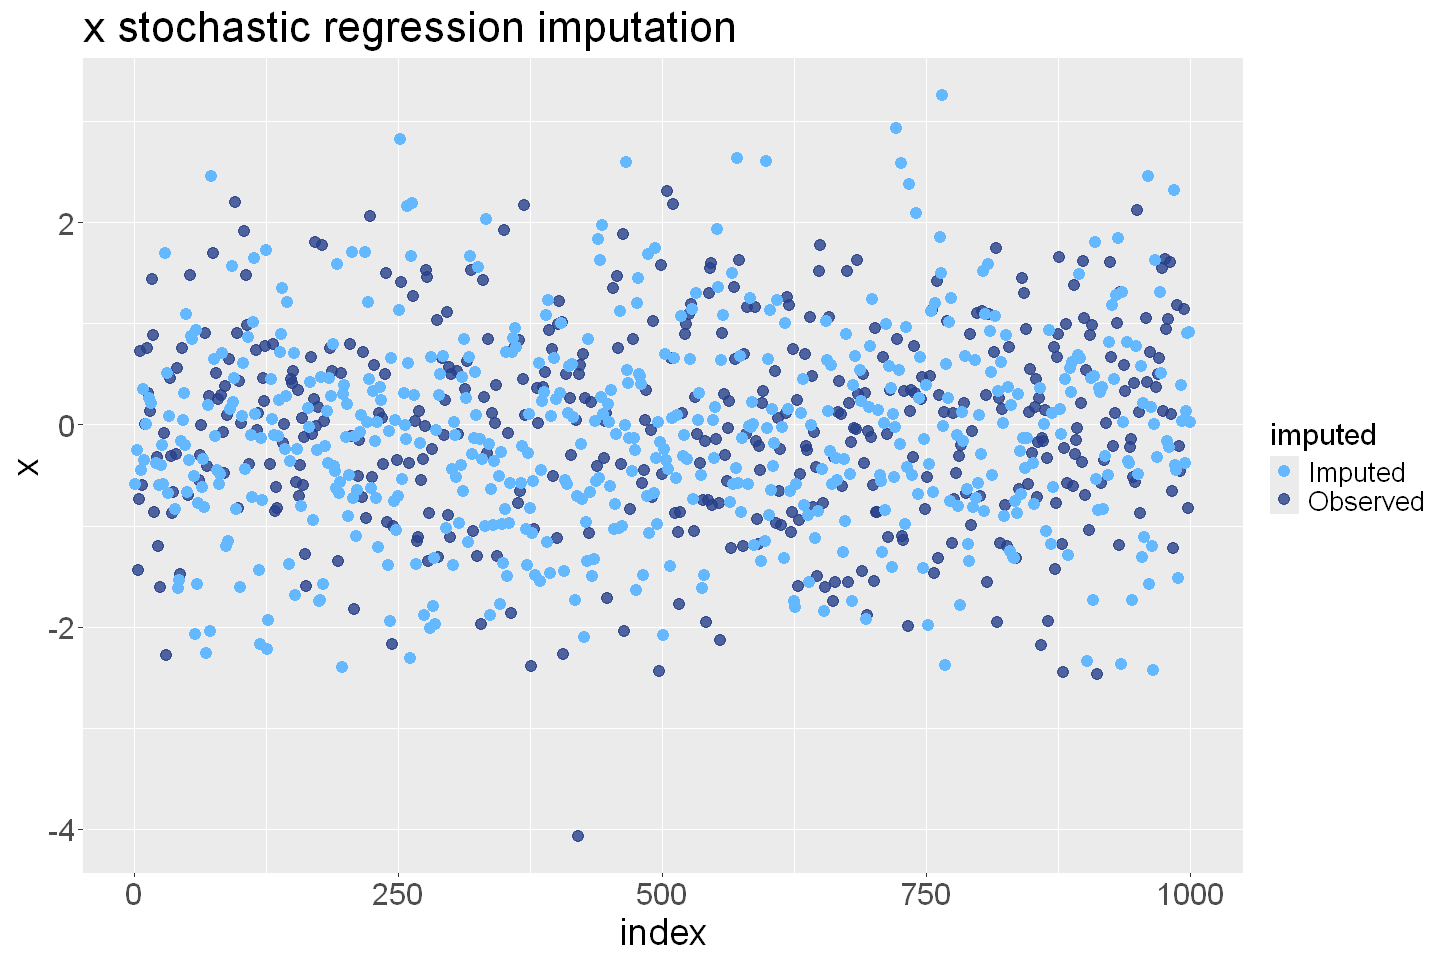 x stochastic regression imputation
x
2
0
-2
-4
0 250 500 750 1000
index
imputed
Imputed
Observed